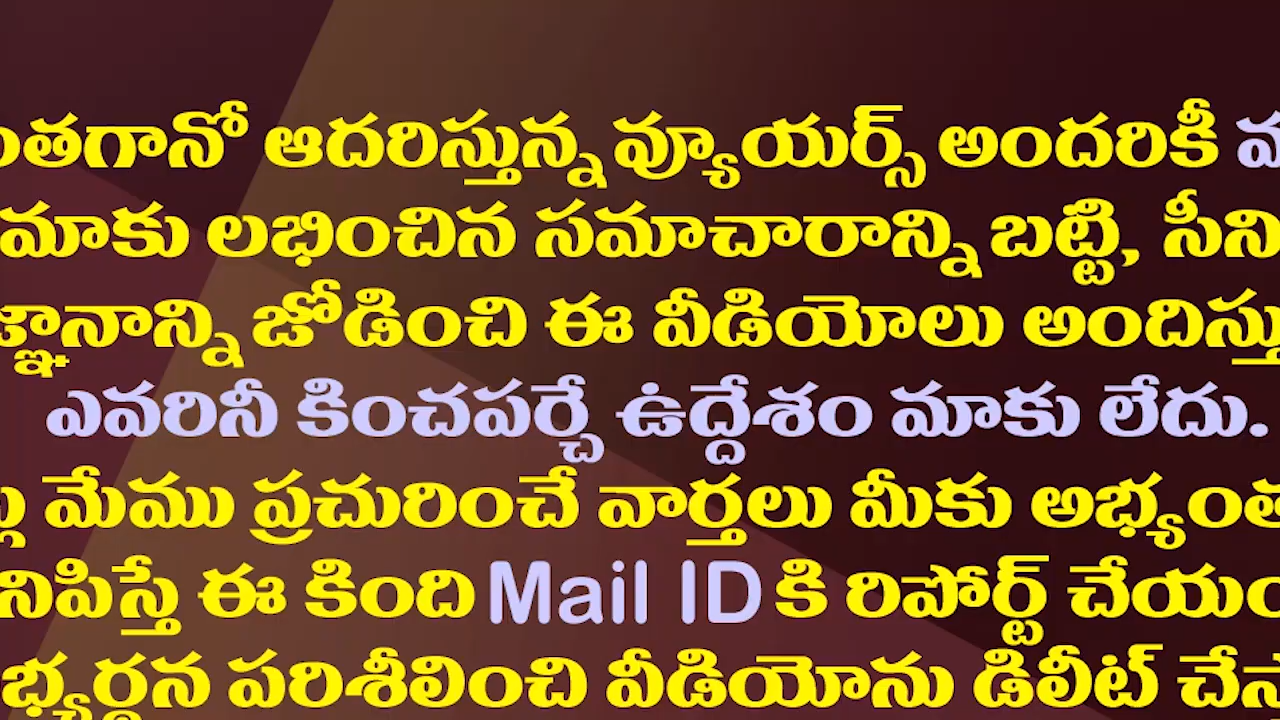 ంతగానో ఆదరిస్తున్న వ్యూయర్స్ అందరికీ
మాకు లభించిన సమాచారాన్ని బట్టి, సీని
జ్ఞానాన్ని జోడించి ఈ వీడియోలు అందిస్తు
ఎవరినీ కించపర్చే ఉద్దేశం మాకు లేదు.
మేము ప్రచురించే వార్తలు మీకు అభ్యంత
నిపిస్తే ఈ కింది Mail ID కి రిపోర్ట్ చేయం
భ్యర్ధన పరిశీలించి వీడియోను డిలీట్ చేస